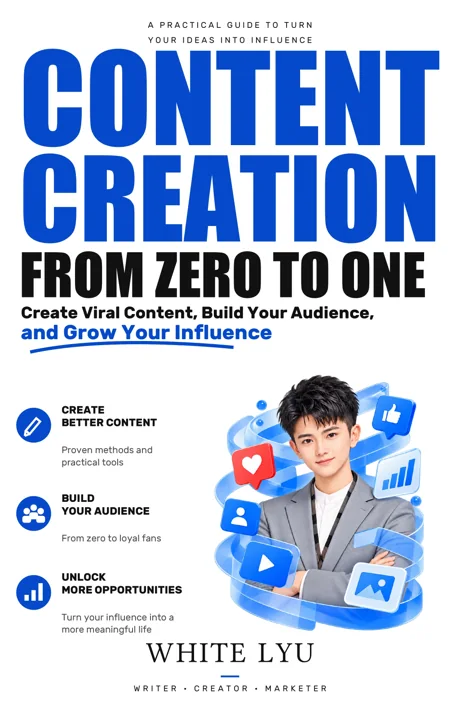 A PRACTICAL GUIDE TO TURN
YOUR IDEAS INTO INFLUENCE
CONTENT
CREATION
FROM ZERO TO ONE
Create Viral Content, Build Your Audience,
and Grow Your Influence
CREATE
BETTER CONTENT
Proven methods and
practical tools
BUILD
YOUR AUDIENCE
From zero to loyal fans
UNLOCK
MORE OPPORTUNITIES
Turn your influence into a
more meaningful life
WHITE LYU
WRITER • CREATOR • MARKETER